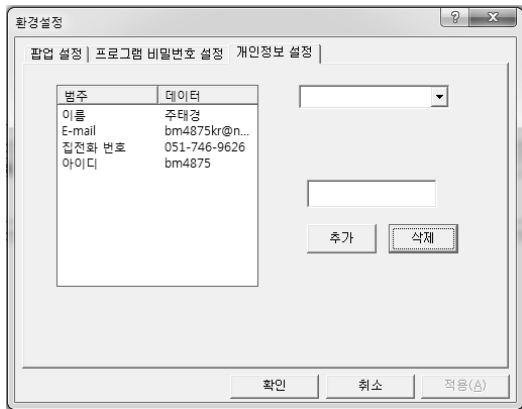 환경설정
팝업 설정 프로그램 비밀번호 설정 개인정보 설정
범주 데이터
이름 주태경
E-mail bm4875kr@n...
집전화 번호 051-746-9626
아이디 bm4875
추가 삭제
확인 취소 적용(A)